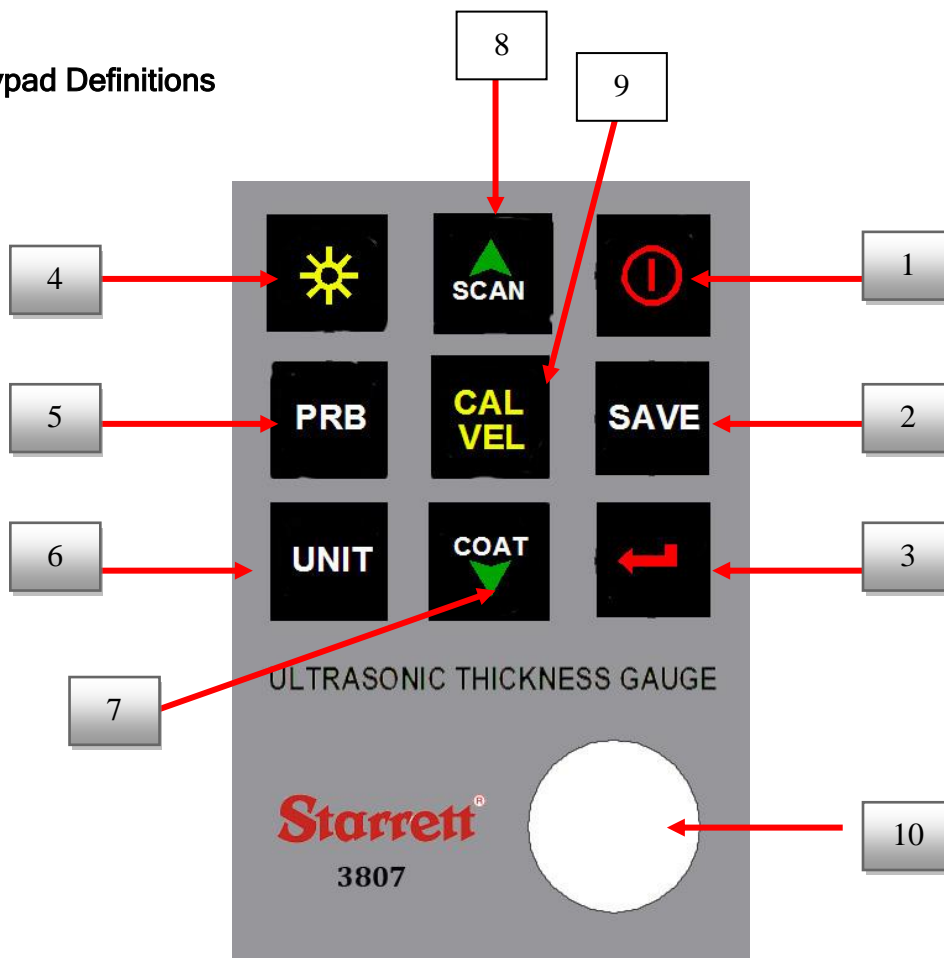 8
9
ypad Definitions
4
SCAN
1
5
PRB
CAL
VEL
SAVE
2
6
UNIT
COAT
3
7
ULTRASONIC THICKNESS GAUGE
Starrett®
3807
10